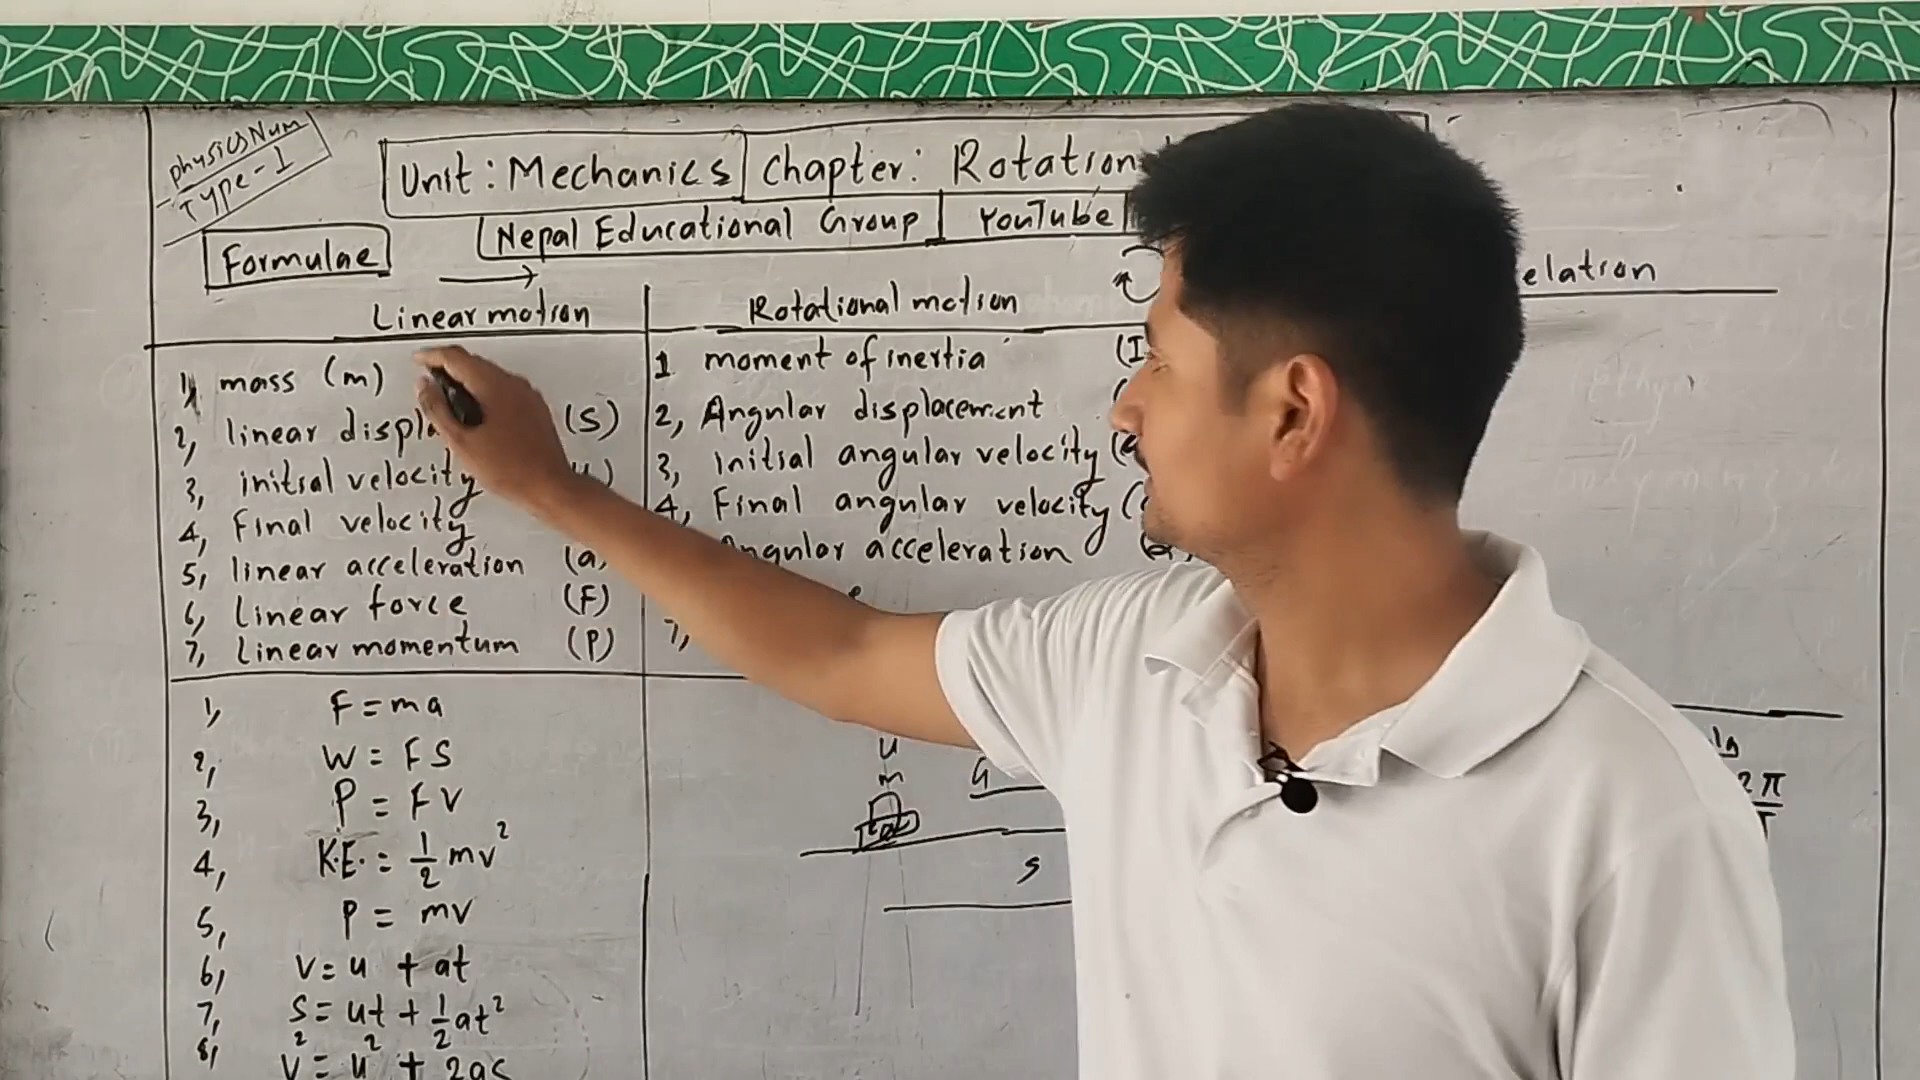 physics Num
Type-I
Unit: Mechanics Chapter: Rotation
Nepal Educational Group YouTube
Formulae
Linear motion
1, mass (m)
2, linear (S)
3, initial velocity
4, Final velocity
5, linear acceleration (a)
6, Linear force (F)
7, Linear momentum (P)
Rotational motion
1 moment of inertia (I
2, Angular displacement
3, Initial angular velocity
4, Final angular velocity
Angular acceleration
7,
elation
1, F = ma
2, W = FS
3, P = FV
4, K.E. = 1/2 mv²
5, P = mv
6, V = u + at
7, S = ut + 1/2 at²
8, V² = u² + 2as
u
m
S
2π